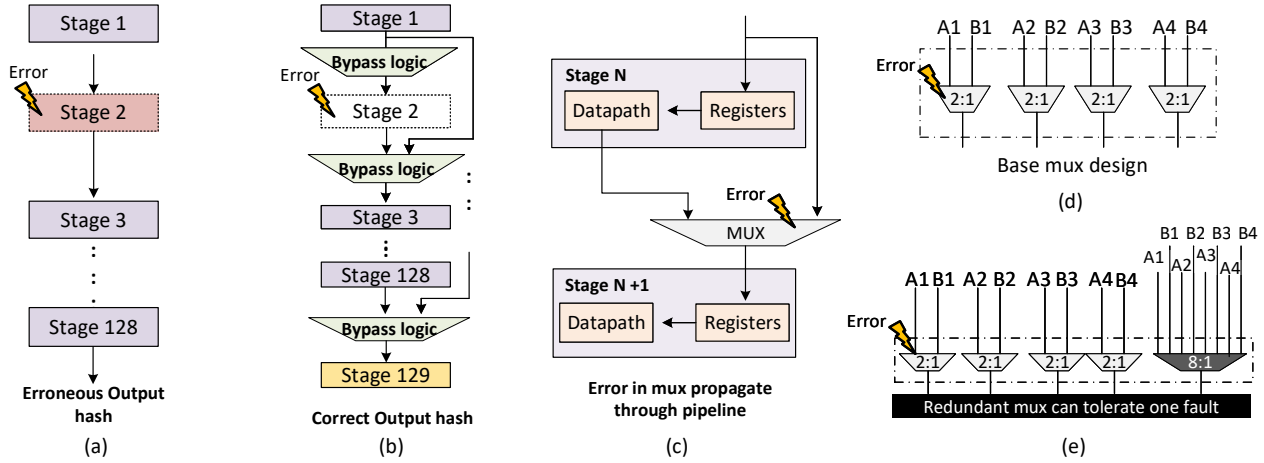 Stage 1
Error
Stage 2
Stage 3
Stage 128
Erroneous Output
hash
(a)
Stage 1
Bypass logic
Error
Stage 2
Bypass logic
Stage 3
Stage 128
Bypass logic
Stage 129
Correct Output hash
(b)
Stage N
Datapath
Registers
Error
MUX
Stage N +1
Datapath
Registers
Error in mux propagate
through pipeline
(c)
A1 B1 A2 B2 A3 B3 A4 B4
Error
2:1 2:1 2:1 2:1
Base mux design
(d)
B1 B2 B3 B4
A1 A2 A3 A4
A1 B1 A2 B2 A3 B3 A4 B4
Error
2:1 2:1 2:1 2:1 8:1
Redundant mux can tolerate one fault
(e)